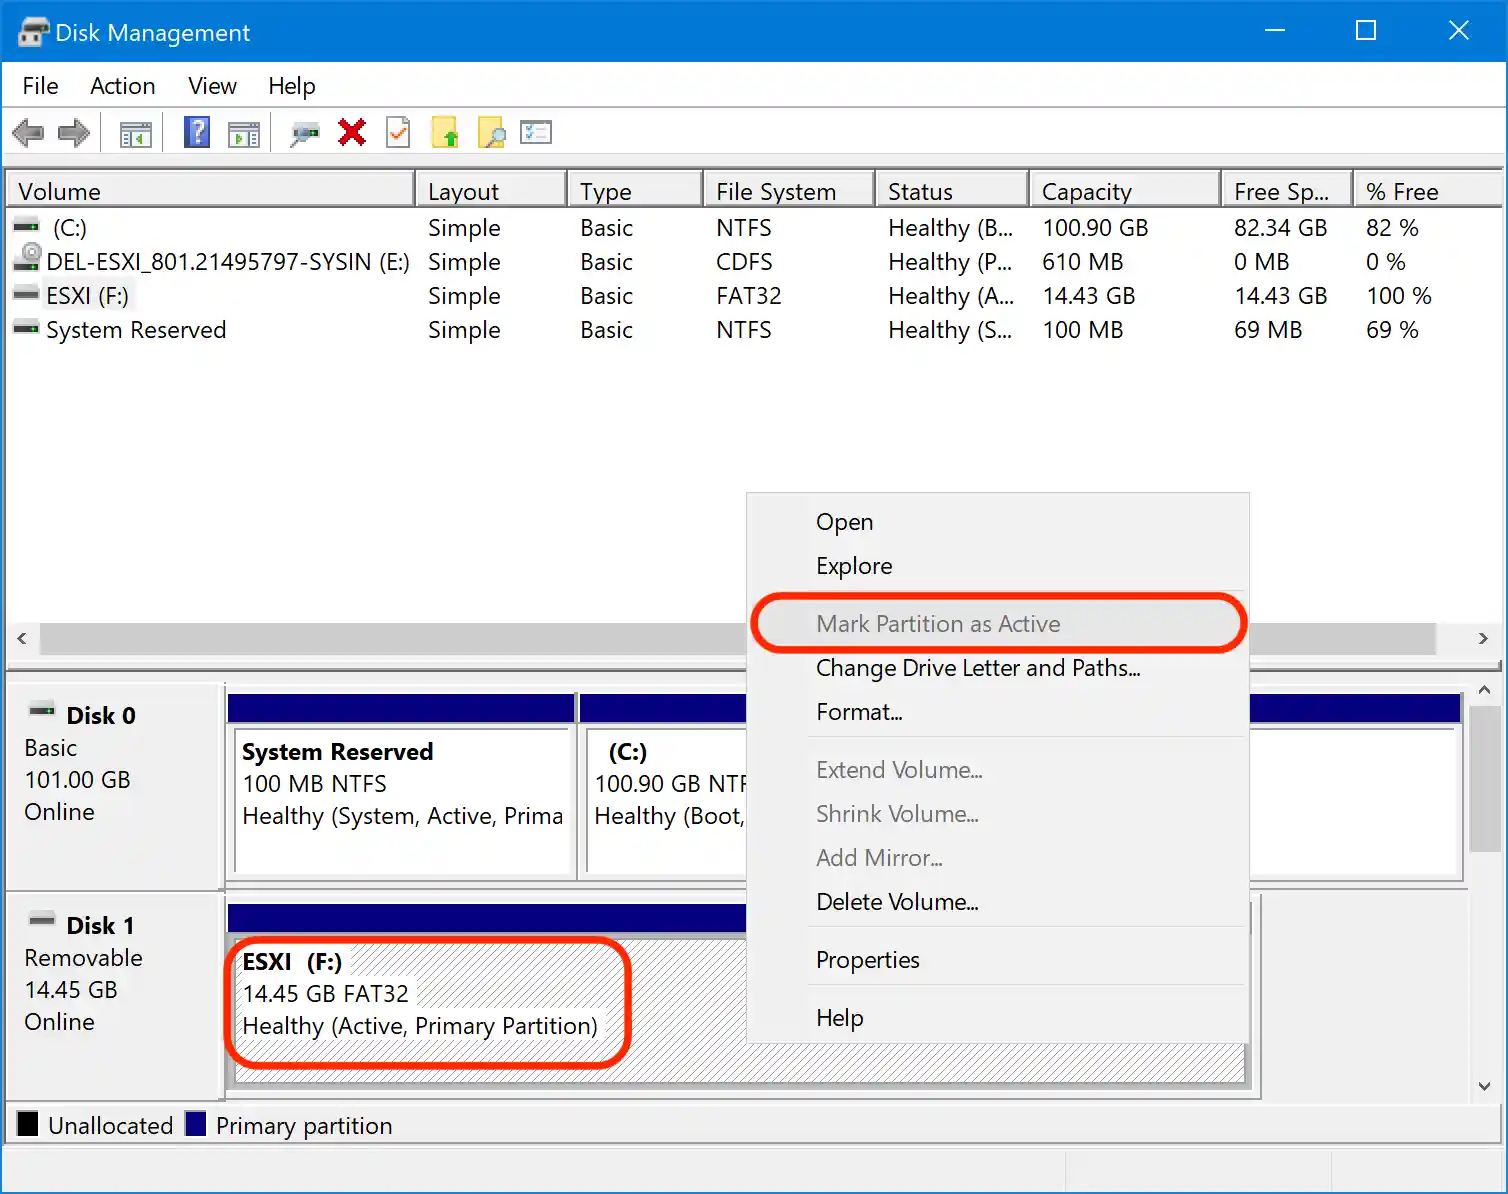 Disk Management
File Action View Help
Volume Layout Type File System Status Capacity Free Sp... % Free
(C:) Simple Basic NTFS Healthy (B... 100.90 GB 82.34 GB 82 %
DEL-ESXI_801.21495797-SYSIN (E:) Simple Basic CDFS Healthy (P... 610 MB 0 MB 0 %
ESXI (F:) Simple Basic FAT32 Healthy (A... 14.43 GB 14.43 GB 100 %
System Reserved Simple Basic NTFS Healthy (S... 100 MB 69 MB 69 %
Open
Explore
Mark Partition as Active
Change Drive Letter and Paths...
Format...
Extend Volume...
Shrink Volume...
Add Mirror...
Delete Volume...
Properties
Help
Disk 0
Basic
101.00 GB
Online
System Reserved
100 MB NTFS
Healthy (System, Active, Prima
(C:)
100.90 GB NTF
Healthy (Boot,
Disk 1
Removable
14.45 GB
Online
ESXI (F:)
14.45 GB FAT32
Healthy (Active, Primary Partition)
Unallocated Primary partition